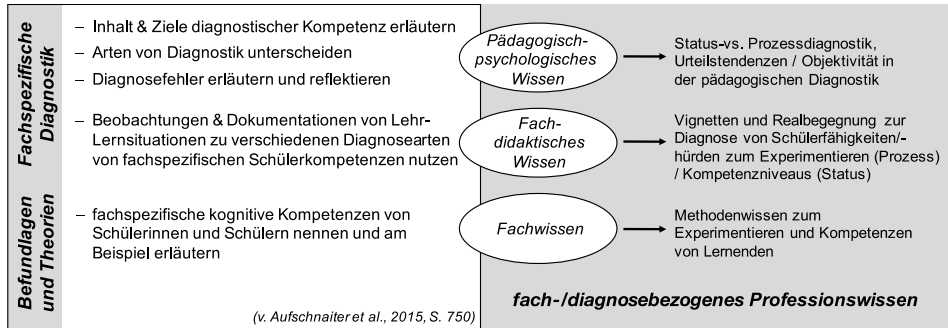 Fachspezifische
Diagnostik
– Inhalt & Ziele diagnostischer Kompetenz erläutern
– Arten von Diagnostik unterscheiden
– Diagnosefehler erläutern und reflektieren
– Beobachtungen & Dokumentationen von Lehr-
Lernsituationen zu verschiedenen Diagnosearten
von fachspezifischen Schülerkompetenzen nutzen
Pädagogisch-
psychologisches
Wissen
Status-vs. Prozessdiagnostik,
Urteilstendenzen / Objektivität in
der pädagogischen Diagnostik
Fach-
didaktisches
Wissen
Vignetten und Realbegegnung zur
Diagnose von Schülerfähigkeiten/-
hürden zum Experimentieren (Prozess)
/ Kompetenzniveaus (Status)
Befundlagen
und Theorien
– fachspezifische kognitive Kompetenzen von
Schülerinnen und Schülern nennen und am
Beispiel erläutern
Fachwissen
Methodenwissen zum
Experimentieren und Kompetenzen
von Lernenden
(v. Aufschnaiter et al., 2015, S. 750)
fach-/diagnosebezogenes Professionswissen